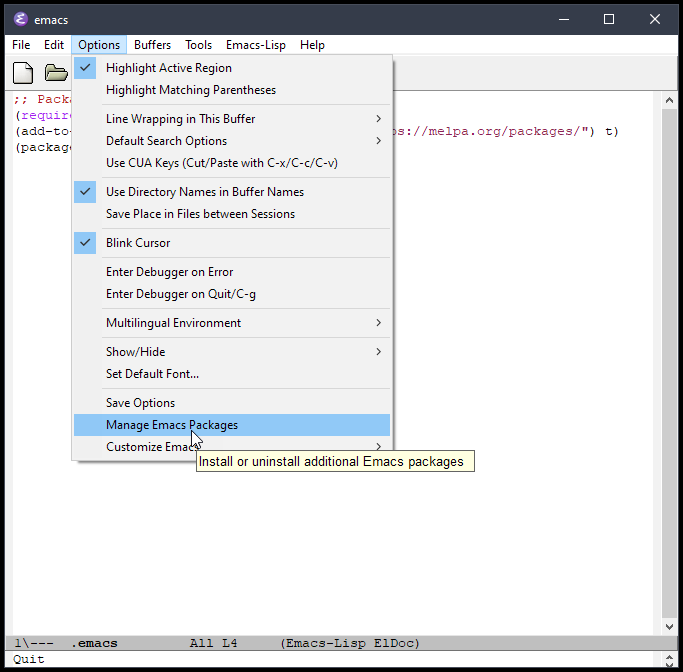 emacs
File Edit Options Buffers Tools Emacs-Lisp Help
Highlight Active Region
Highlight Matching Parentheses
;; Pack
(require
Line Wrapping in This Buffer
(add-to- ps://melpa.org/packages/") t)
Default Search Options
(package
Use CUA Keys (Cut/Paste with C-x/C-c/C-v)
Use Directory Names in Buffer Names
Save Place in Files between Sessions
Blink Cursor
Enter Debugger on Error
Enter Debugger on Quit/C-g
Multilingual Environment
Show/Hide
Set Default Font...
Save Options
Manage Emacs Packages
Customize Emacs
Install or uninstall additional Emacs packages
1\--- .emacs All L4 (Emacs-Lisp ElDoc)
Quit